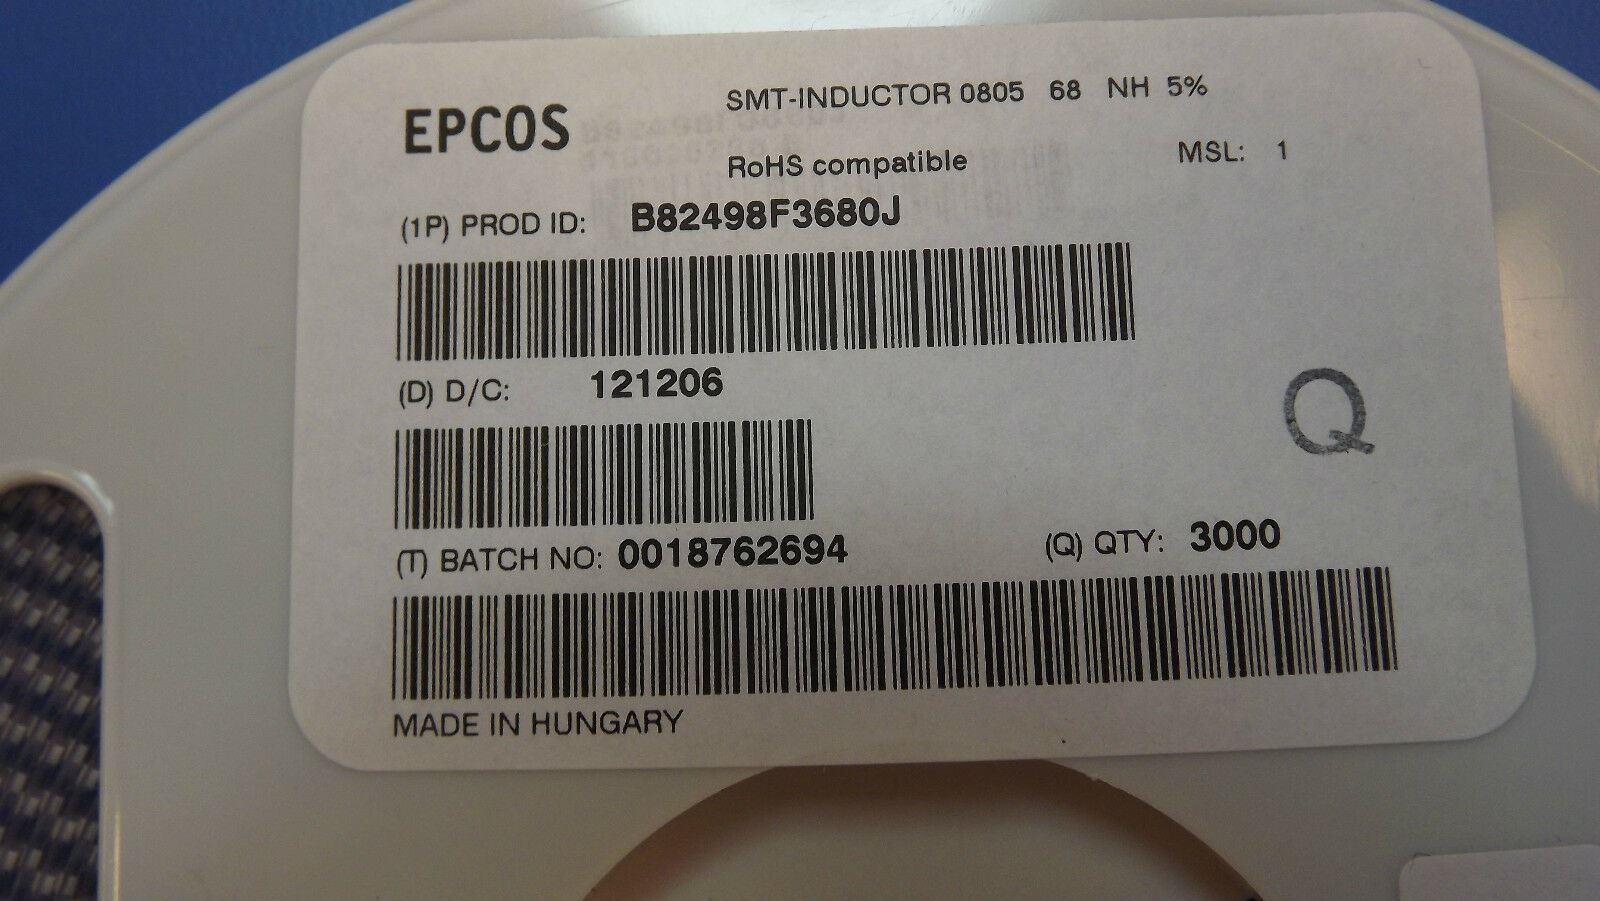 EPCOS
SMT-INDUCTOR 0805 68 NH 5%
RoHS compatible
MSL: 1
(1P) PROD ID: B82498F3680J
(D) D/C: 121206
Q
(T) BATCH NO: 0018762694
(Q) QTY: 3000
MADE IN HUNGARY